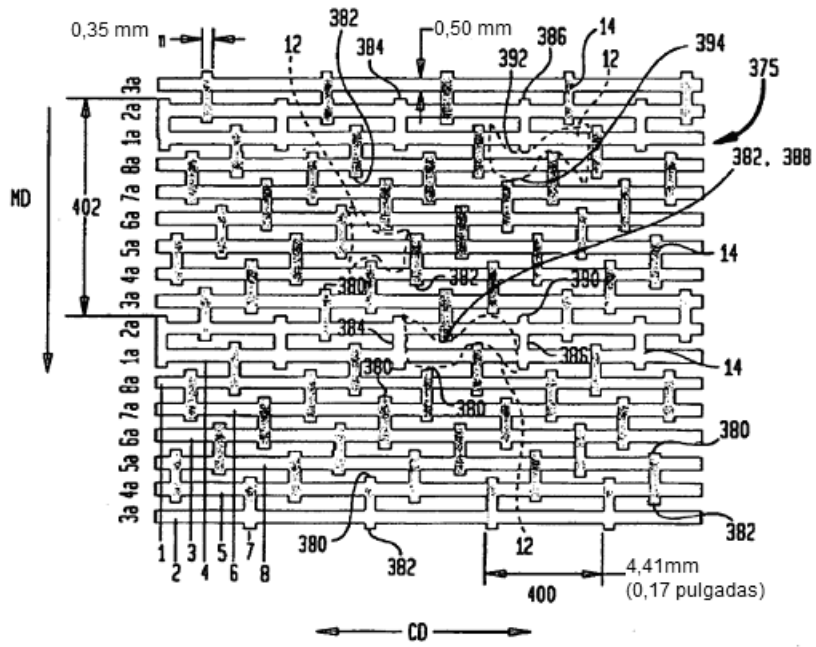 382
0,35 mm
n
12
384
0,50 mm
392
386
14
12
394
375
382, 388
3a
2a
1a
8a
7a
6a
5a
4a
3a
2a
1a
8a
7a
6a
5a
4a
3a
MD
402
14
380
382
390
384
386
14
380
380
380
1
2
3
4
5
6
7
8
380
382
12
382
400
4,41mm
(0,17 pulgadas)
CD